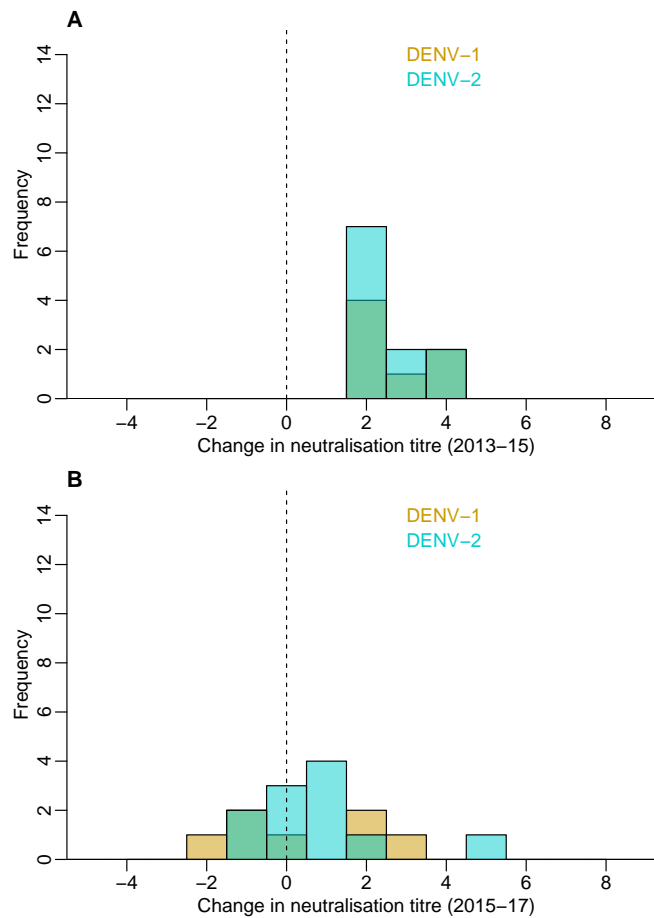 A
DENV−1
DENV−2
14
12
10
8
6
4
2
0
Frequency
−4 −2 0 2 4 6 8
Change in neutralisation titre (2013−15)
B
DENV−1
DENV−2
14
12
10
8
6
4
2
0
Frequency
−4 −2 0 2 4 6 8
Change in neutralisation titre (2015−17)